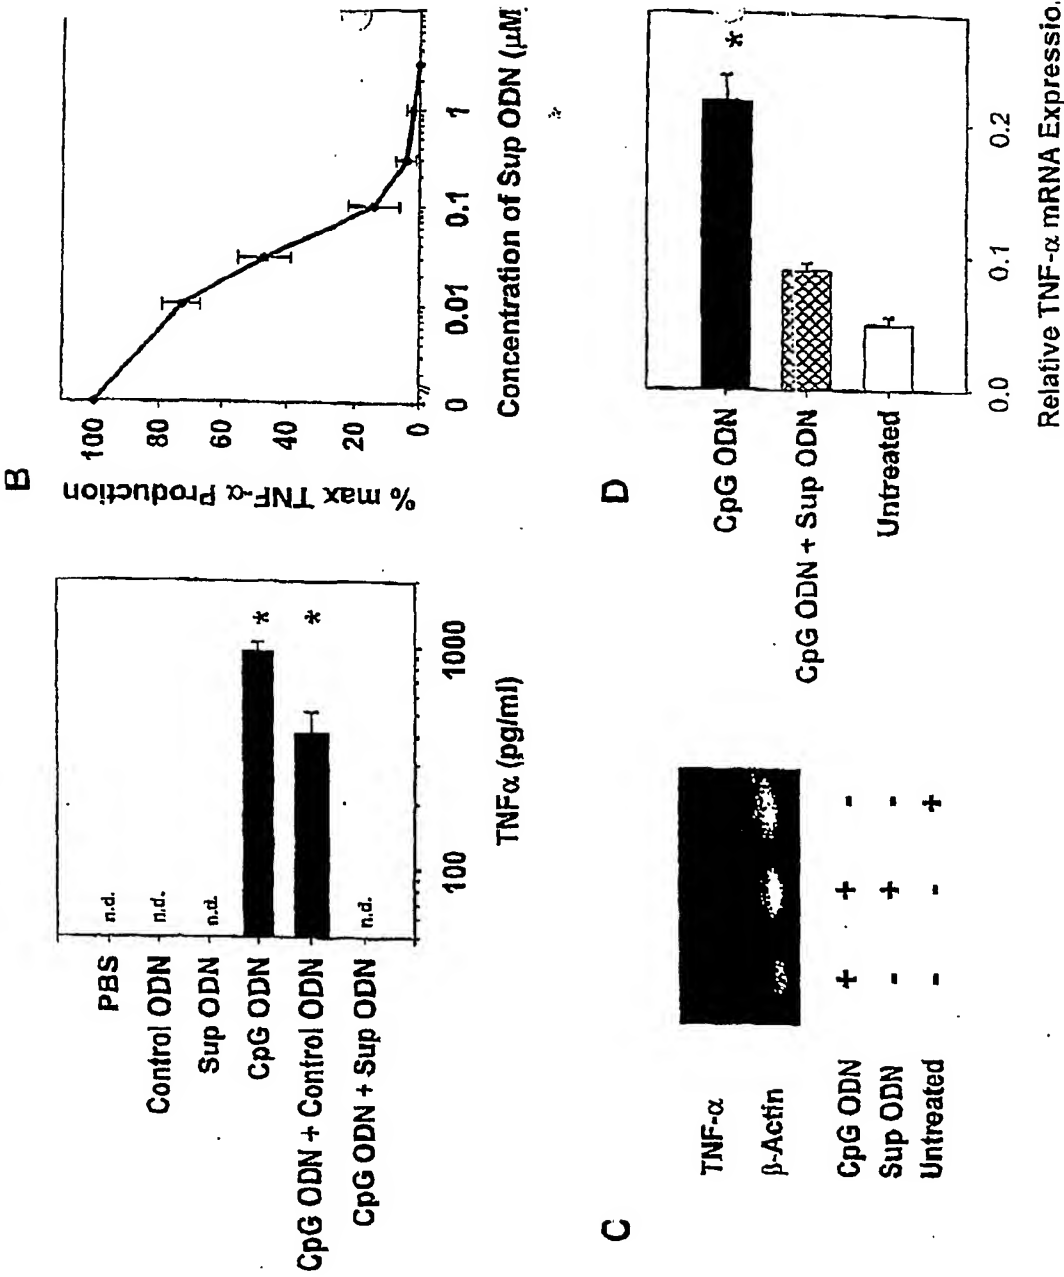 PBS
Control ODN
Sup ODN
CpG ODN
CpG ODN + Control ODN
CpG ODN + Sup ODN
n.d.
n.d.
n.d.
*
*
n.d.
100
1000
TNFα (pg/ml)
B
% max TNF-α Production
100
80
60
40
20
0
0
0.01
0.1
1
Concentration of Sup ODN (μM
C
TNF-α
β-Actin
CpG ODN + + -
Sup ODN - + -
Untreated - - +
D
CpG ODN
CpG ODN + Sup ODN
Untreated
*
0.0
0.1
0.2
Relative TNF-α mRNA Expressio